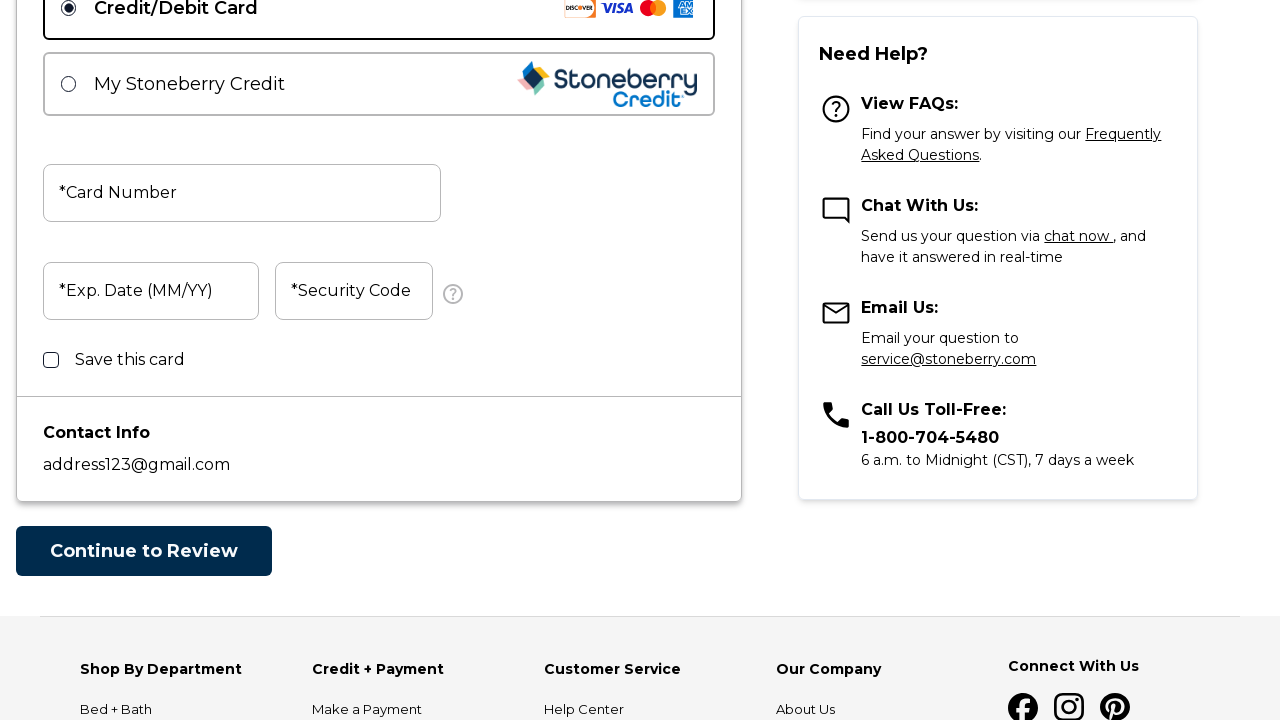 Credit/Debit Card
DISCOVER VISA AM EX
My Stoneberry Credit
Stoneberry
Credit
*Card Number
*Exp. Date (MM/YY)
*Security Code
Save this card
Contact Info
address123@gmail.com
Continue to Review
Need Help?
View FAQs:
Find your answer by visiting our Frequently
Asked Questions.
Chat With Us:
Send us your question via chat now , and
have it answered in real-time
Email Us:
Email your question to
service@stoneberry.com
Call Us Toll-Free:
1-800-704-5480
6 a.m. to Midnight (CST), 7 days a week
Shop By Department
Bed + Bath
Credit + Payment
Make a Payment
Customer Service
Help Center
Our Company
About Us
Connect With Us